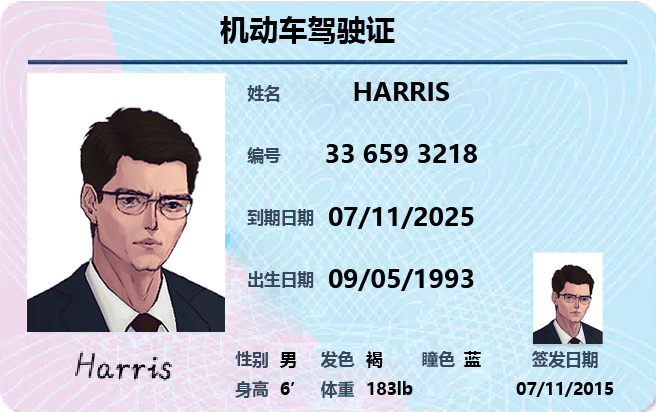 机动车驾驶证
姓名 HARRIS
编号 33 659 3218
到期日期 07/11/2025
出生日期 09/05/1993
Harris
性别 男 发色 褐 瞳色 蓝 签发日期
身高 6′ 体重 183lb 07/11/2015